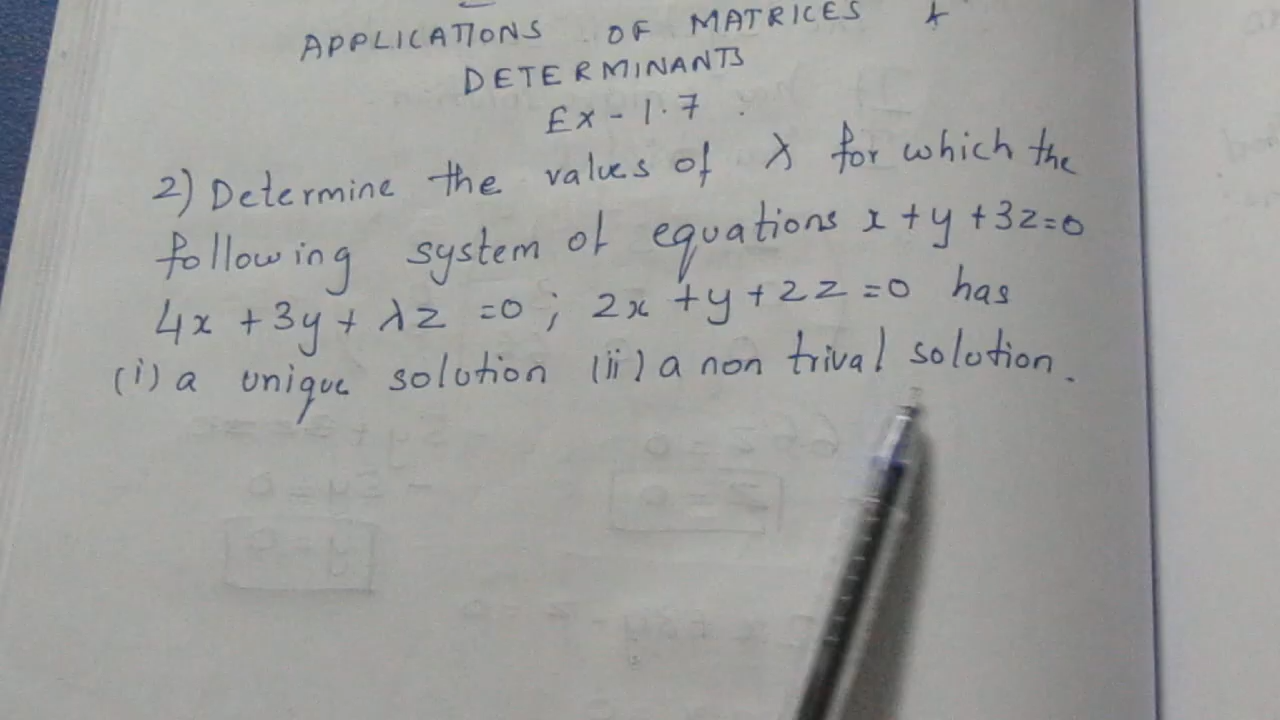 APPLICATIONS OF MATRICES &
DETERMINANTS
Ex - 1.7
2) Determine the values of λ for which the
following system of equations x + y + 3z = 0
4x + 3y + λz = 0 ; 2x + y + 2z = 0 has
(i) a unique solution (ii) a non trival solution.